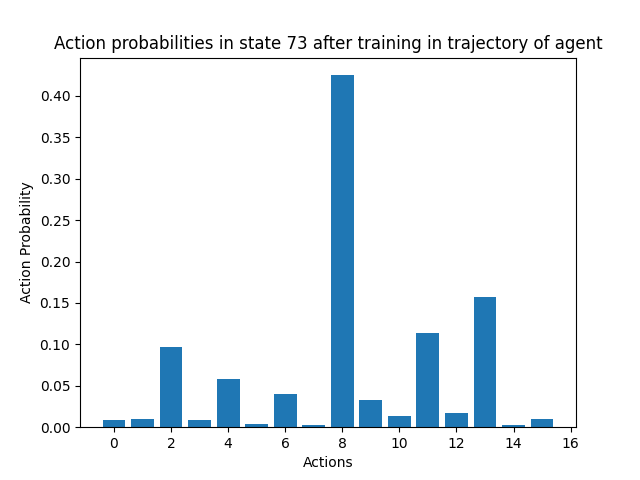 Action probabilities in state 73 after training in trajectory of agent
0.40
0.35
0.30
0.25
0.20
0.15
0.10
0.05
0.00
Action Probability
0 2 4 6 8 10 12 14 16
Actions